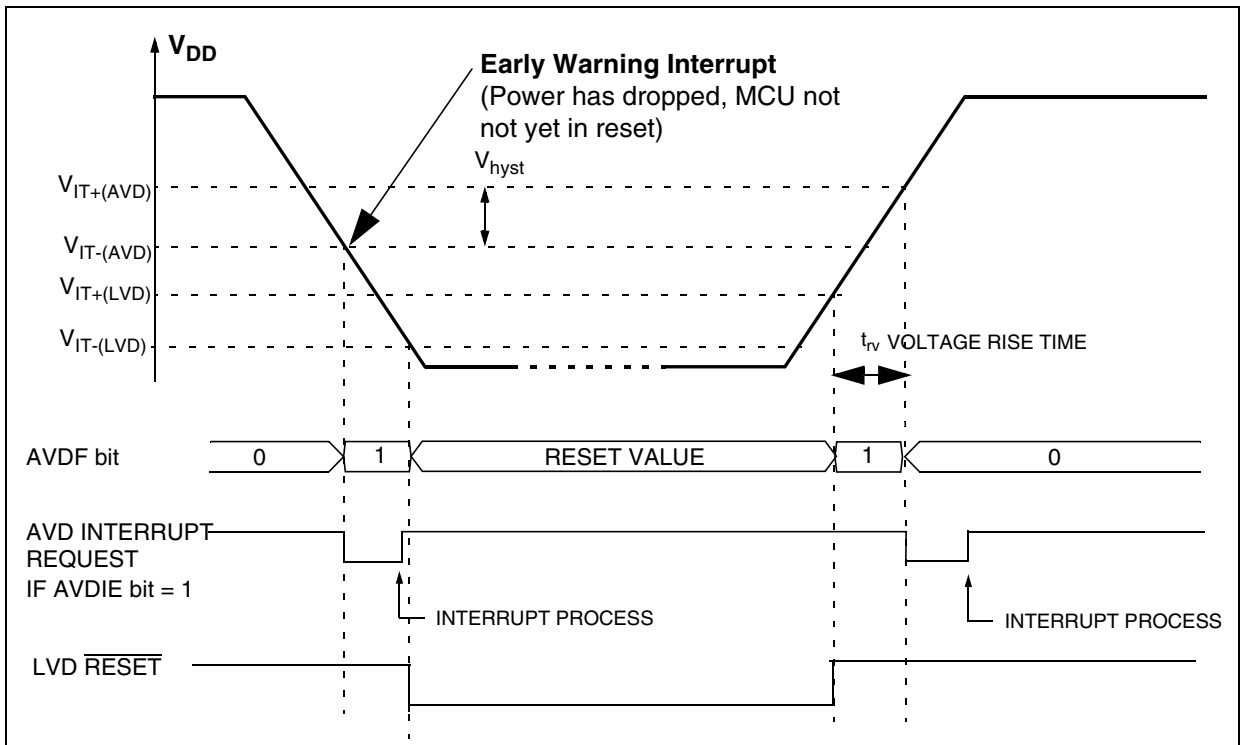 VDD
Early Warning Interrupt
(Power has dropped, MCU not
not yet in reset)
Vhyst
VIT+(AVD)
VIT-(AVD)
VIT+(LVD)
VIT-(LVD)
trv VOLTAGE RISE TIME
AVDF bit
0
1
RESET VALUE
1
0
AVD INTERRUPT
REQUEST
IF AVDIE bit = 1
INTERRUPT PROCESS
INTERRUPT PROCESS
LVD RESET